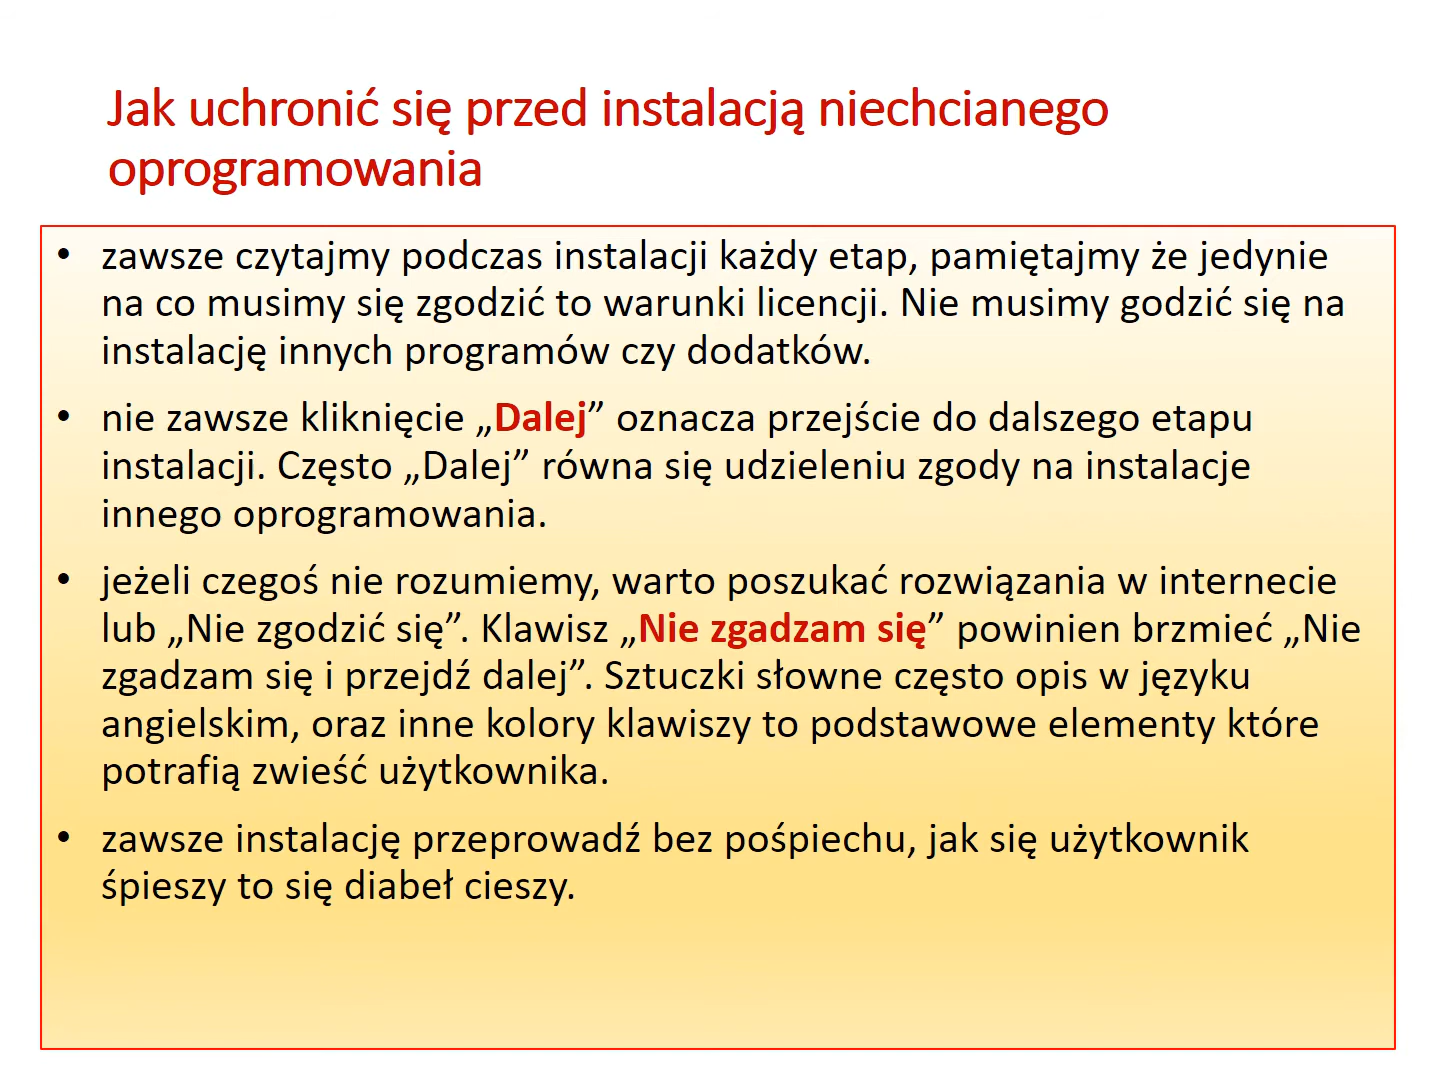 Jak uchronić się przed instalacją niechcianego
oprogramowania
• zawsze czytajmy podczas instalacji każdy etap, pamiętajmy że jedynie
na co musimy się zgodzić to warunki licencji. Nie musimy godzić się na
instalację innych programów czy dodatków.
• nie zawsze kliknięcie „Dalej” oznacza przejście do dalszego etapu
instalacji. Często „Dalej” równa się udzieleniu zgody na instalacje
innego oprogramowania.
• jeżeli czegoś nie rozumiemy, warto poszukać rozwiązania w internecie
lub „Nie zgodzić się”. Klawisz „Nie zgadzam się” powinien brzmieć „Nie
zgadzam się i przejdź dalej”. Sztuczki słowne często opis w języku
angielskim, oraz inne kolory klawiszy to podstawowe elementy które
potrafią zwieść użytkownika.
• zawsze instalację przeprowadź bez pośpiechu, jak się użytkownik
śpieszy to się diabeł cieszy.